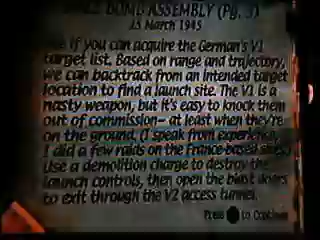 BOMB ASSEMBLY (Pg. 3)
15 March 1945
if you can acquire the German's V1
target list. Based on range and trajectory,
we can backtrack from an intended target
location to find a launch site. The V1 is a
nasty weapon, but it's easy to knock them
out of commission- at least when they're
on the ground. (I speak from experience,
I did a few raids on the France-based sites.)
Use a demolition charge to destroy the
launch controls, then open the blast doors
to exit through the V2 access tunnel.
Press to Continue